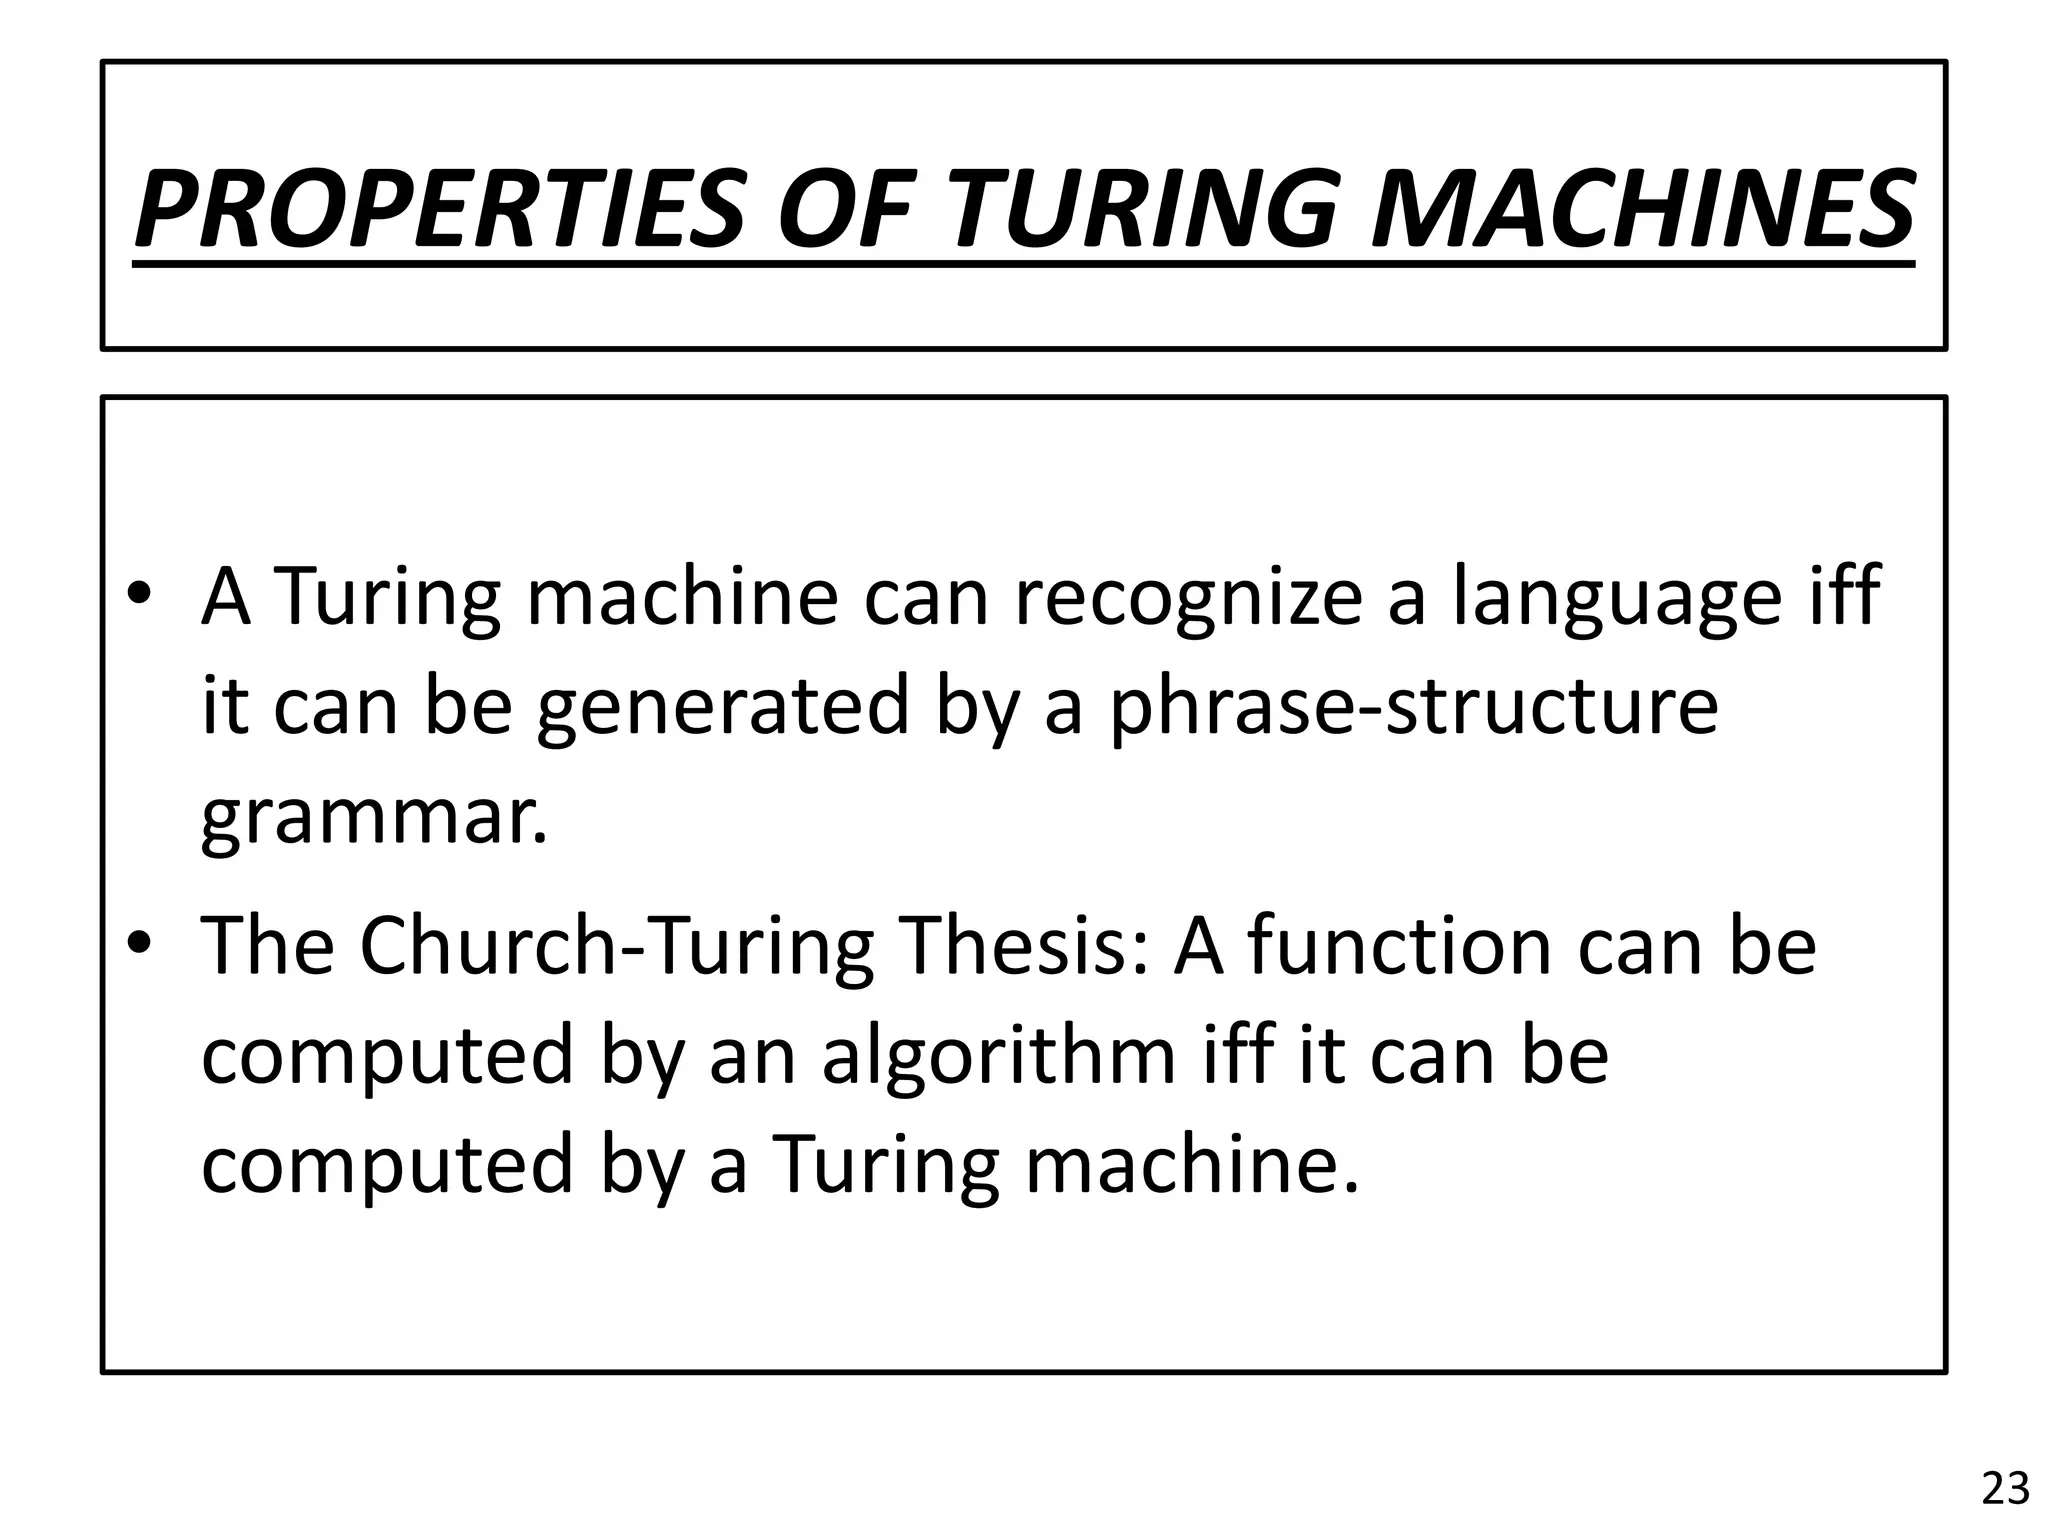 PROPERTIES OF TURING MACHINES
• A Turing machine can recognize a language iff
it can be generated by a phrase-structure
grammar.
• The Church-Turing Thesis: A function can be
computed by an algorithm iff it can be
computed by a Turing machine.
23